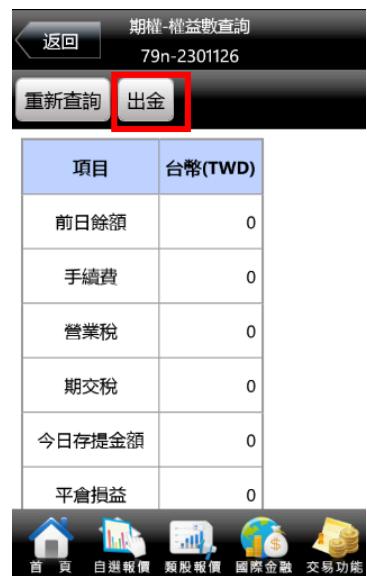 返回
期權-權益數查詢
79n-2301126
重新查詢 出金
項目 台幣(TWD)
前日餘額 0
手續費 0
營業稅 0
期交稅 0
今日存提金額 0
平倉損益 0
首 頁 自選報價 類股報價 國際金融 交易功能